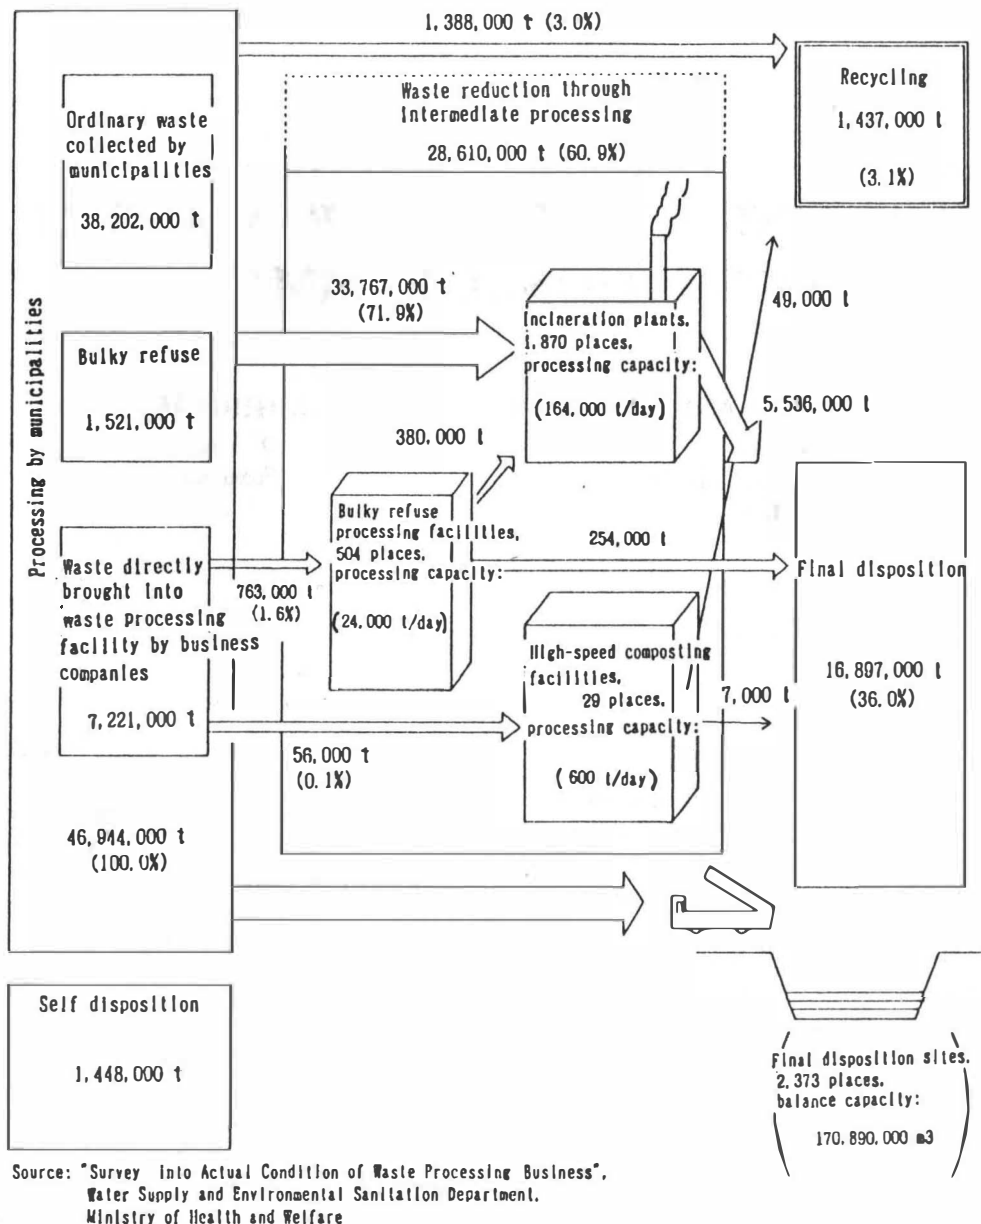 1,388,000 t (3.0%)
Recycling
1,437,000 t
(3.1%)
Waste reduction through
intermediate processing
28,610,000 t (60.9%)
Processing by municipalities
Ordinary waste
collected by
municipalities
38,202,000 t
33,767,000 t
(71.9%)
Incineration plants,
1,870 places,
processing capacity:
(164,000 t/day)
49,000 t
5,536,000 t
Bulky refuse
1,521,000 t
380,000 t
Bulky refuse
processing facilities,
504 places,
processing capacity:
(24,000 t/day)
254,000 t
Waste directly
brought into
waste processing
facility by business
companies
7,221,000 t
763,000 t
(1.6%)
High-speed composting
facilities,
29 places,
processing capacity:
(600 t/day)
7,000 t
56,000 t
(0.1%)
Final disposition
16,897,000 t
(36.0%)
46,944,000 t
(100.0%)
Self disposition
1,448,000 t
Final disposition sites,
2,373 places,
balance capacity:
170,890,000 m3
Source: "Survey into Actual Condition of Waste Processing Business",
Water Supply and Environmental Sanitation Department,
Ministry of Health and Welfare